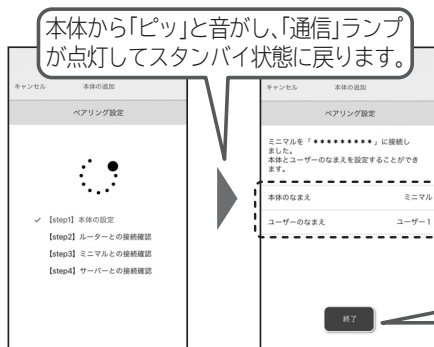 本体から「ピッ」と音がし、「通信」ランプ
が点灯してスタンバイ状態に戻ります。
キャンセル 本体の追加
ペアリング設定
✓ 【step1】本体の設定
【step2】ルーターとの接続確認
【step3】ミニマルとの接続確認
【step4】サーバーとの接続確認
キャンセル 本体の追加
ペアリング設定
ミニマルを「*********」に接続し
ました。
本体とユーザーのなまえを設定することができ
ます。
本体のなまえ ミニマル
ユーザーのなまえ ユーザー1
終了